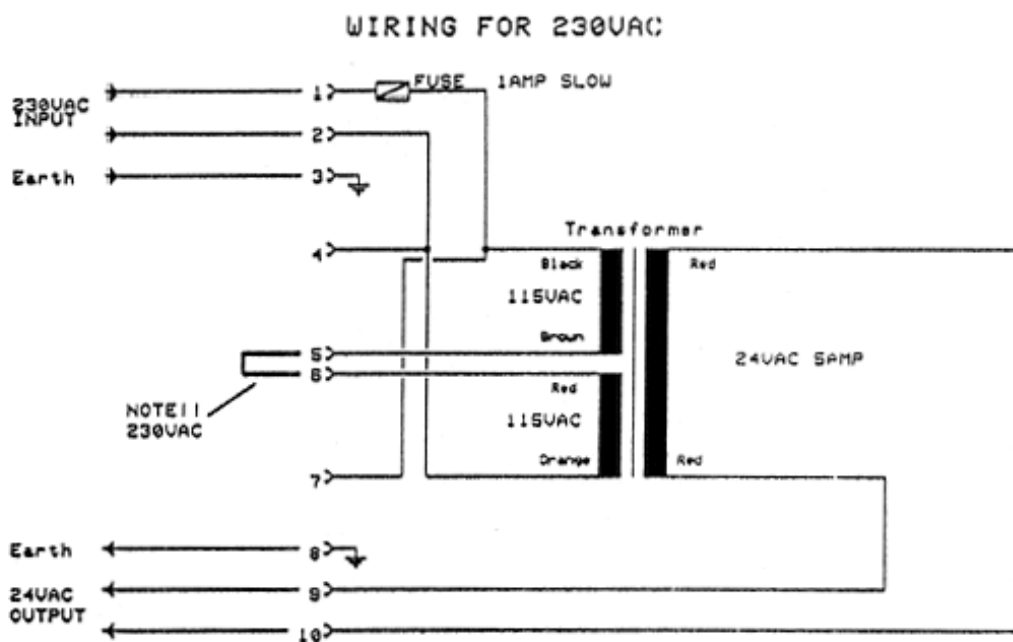 WIRING FOR 230VAC
1 FUSE 1AMP SLOW
230VAC
INPUT
2
Earth 3
Transformer
4
Black Red
115VAC
Brown
5
24VAC 5AMP
6
Red
NOTE!!
230VAC
115VAC
Orange Red
7
Earth 8
24VAC
OUTPUT
9
10